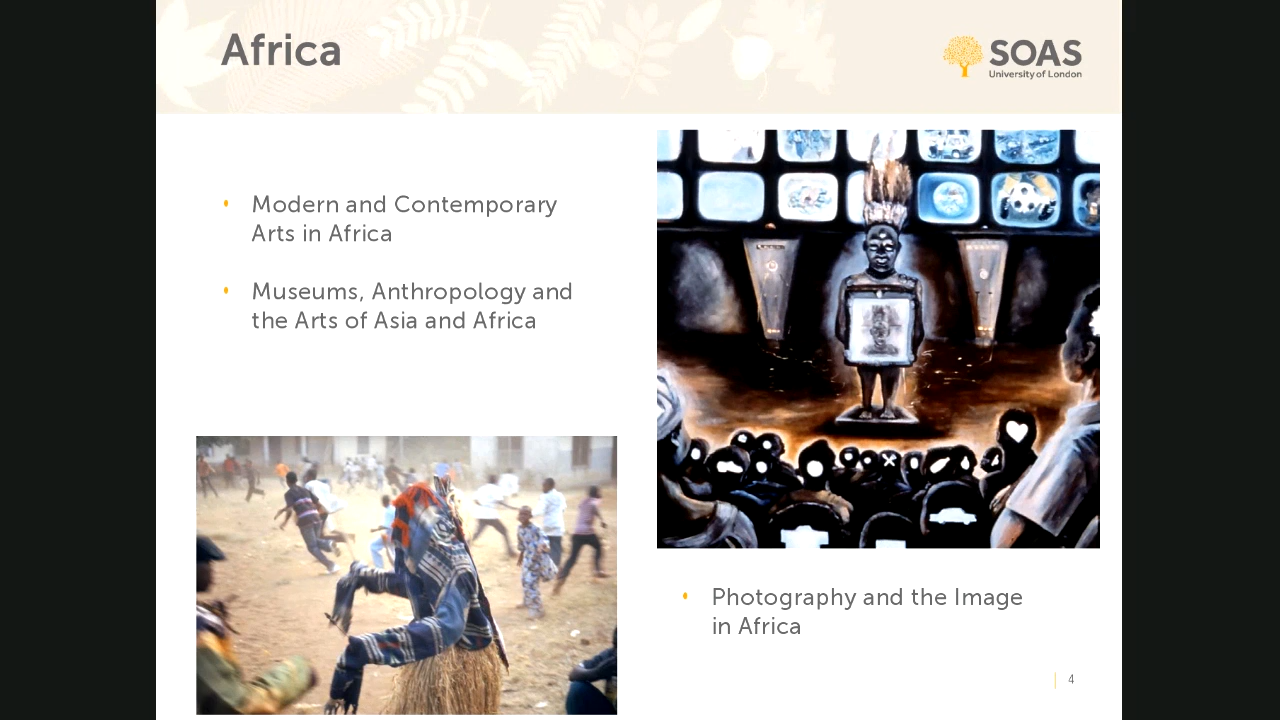 Africa
SOAS
University of London
Modern and Contemporary
Arts in Africa
Museums, Anthropology and
the Arts of Asia and Africa
Photography and the Image
in Africa
4